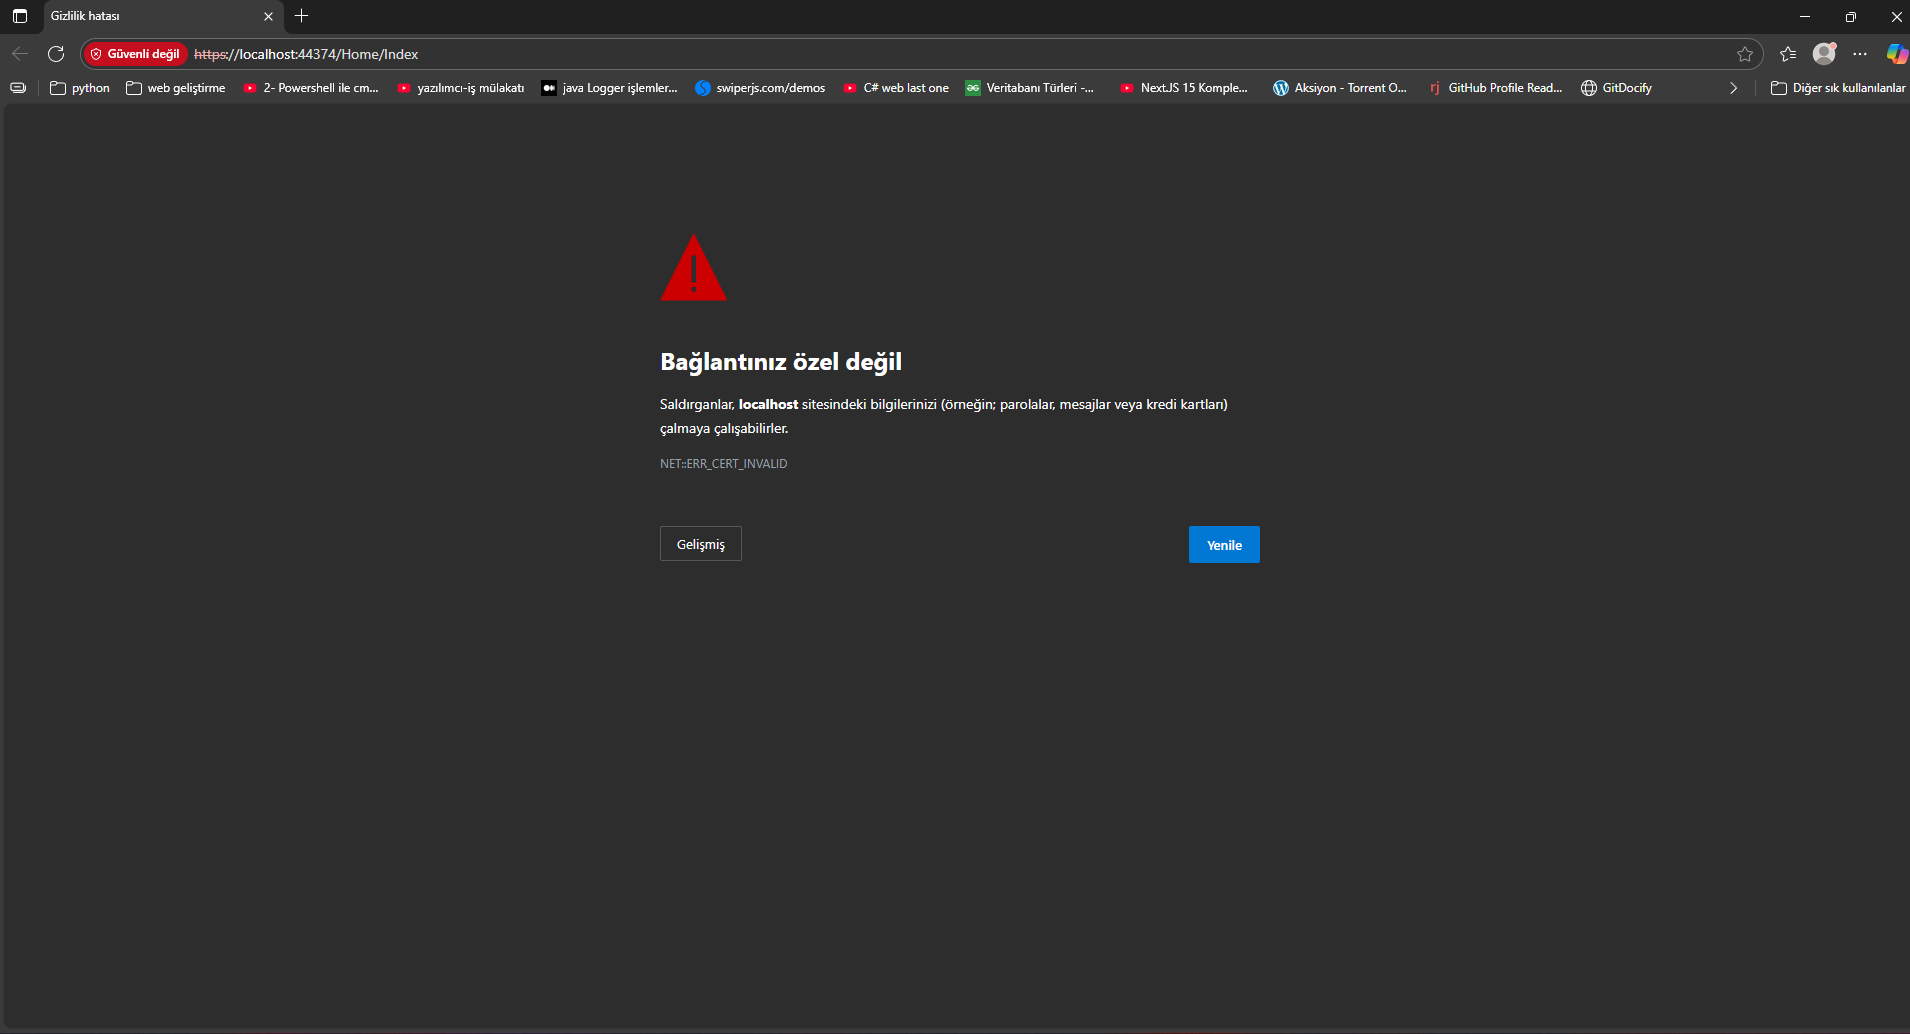 Gizlilik hatası
Güvenli değil https://localhost:44374/Home/Index
python web geliştirme 2- Powershell ile cm... yazılımcı-iş mülakatı java Logger işlemler... swiperjs.com/demos C# web last one Veritabanı Türleri -... NextJS 15 Komple... Aksiyon - Torrent O... rj GitHub Profile Read... GitDocify Diğer sık kullanılanlar
Bağlantınız özel değil
Saldırganlar, localhost sitesindeki bilgilerinizi (örneğin; parolalar, mesajlar veya kredi kartları)
çalmaya çalışabilirler.
NET::ERR_CERT_INVALID
Gelişmiş Yenile